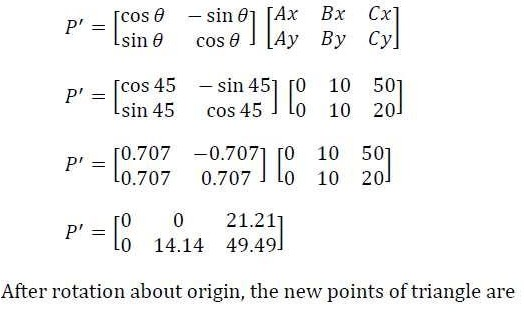 P′ = [cos θ − sin θ] [Ax Bx Cx]
[sin θ cos θ] [Ay By Cy]
P′ = [cos 45 − sin 45] [0 10 50]
[sin 45 cos 45] [0 10 20]
P′ = [0.707 −0.707] [0 10 50]
[0.707 0.707] [0 10 20]
P′ = [0 0 21.21]
[0 14.14 49.49]
After rotation about origin, the new points of triangle are